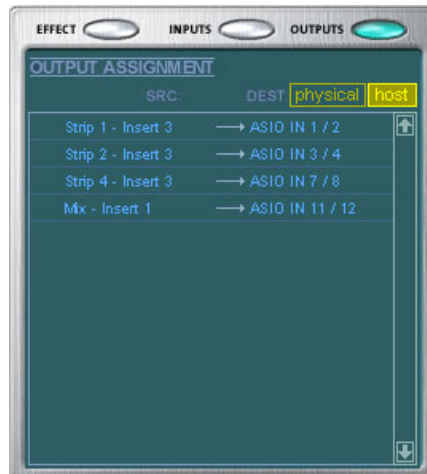 EFFECT INPUTS OUTPUTS
OUTPUT ASSIGNMENT
SRC: DEST: physical host
Strip 1 - Insert 3 → ASIO IN 1 / 2
Strip 2 - Insert 3 → ASIO IN 3 / 4
Strip 4 - Insert 3 → ASIO IN 7 / 8
Mix - Insert 1 → ASIO IN 11 / 12